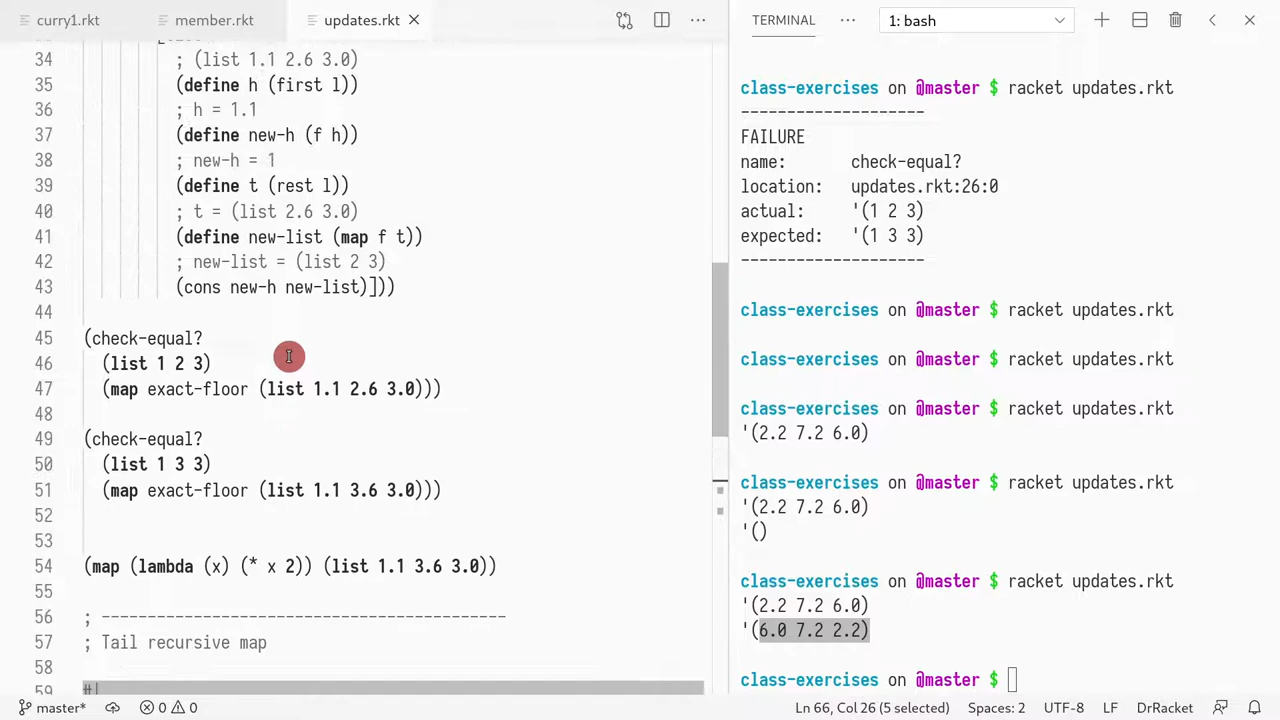 curry1.rkt member.rkt updates.rkt
34 ; (list 1.1 2.6 3.0)
35 (define h (first l))
36 ; h = 1.1
37 (define new-h (f h))
38 ; new-h = 1
39 (define t (rest l))
40 ; t = (list 2.6 3.0)
41 (define new-list (map f t))
42 ; new-list = (list 2 3)
43 (cons new-h new-list)]))
44
45 (check-equal?
46 (list 1 2 3)
47 (map exact-floor (list 1.1 2.6 3.0)))
48
49 (check-equal?
50 (list 1 3 3)
51 (map exact-floor (list 1.1 3.6 3.0)))
52
53
54 (map (lambda (x) (* x 2)) (list 1.1 3.6 3.0))
55
56 ; --------------------------------------------
57 ; Tail recursive map
58
59 #|
TERMINAL 1: bash
class-exercises on @master $ racket updates.rkt
--------------------
FAILURE
name: check-equal?
location: updates.rkt:26:0
actual: '(1 2 3)
expected: '(1 3 3)
--------------------
class-exercises on @master $ racket updates.rkt
class-exercises on @master $ racket updates.rkt
class-exercises on @master $ racket updates.rkt
'(2.2 7.2 6.0)
class-exercises on @master $ racket updates.rkt
'(2.2 7.2 6.0)
'()
class-exercises on @master $ racket updates.rkt
'(2.2 7.2 6.0)
'(6.0 7.2 2.2)
class-exercises on @master $
master* 0 0 Ln 66, Col 26 (5 selected) Spaces: 2 UTF-8 LF DrRacket